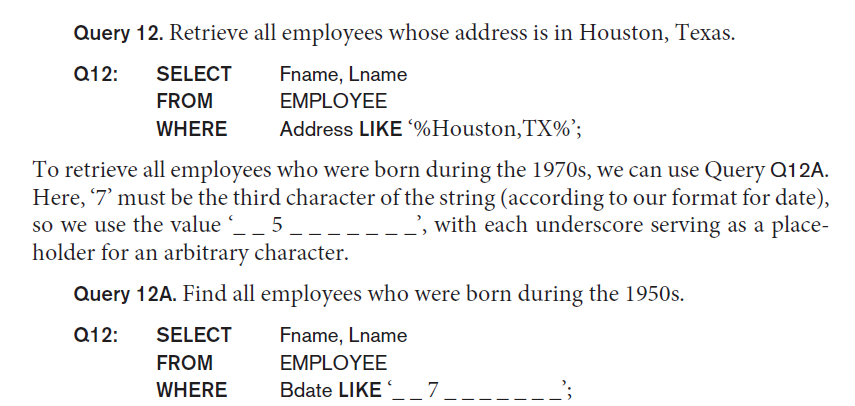 Query 12. Retrieve all employees whose address is in Houston, Texas.
Q12: SELECT Fname, Lname
FROM EMPLOYEE
WHERE Address LIKE ‘%Houston,TX%’;
To retrieve all employees who were born during the 1970s, we can use Query Q12A.
Here, ‘7’ must be the third character of the string (according to our format for date),
so we use the value ‘_ _ 5 _ _ _ _ _ _ _’, with each underscore serving as a place-
holder for an arbitrary character.
Query 12A. Find all employees who were born during the 1950s.
Q12: SELECT Fname, Lname
FROM EMPLOYEE
WHERE Bdate LIKE ‘_ _ 7 _ _ _ _ _ _ _’;